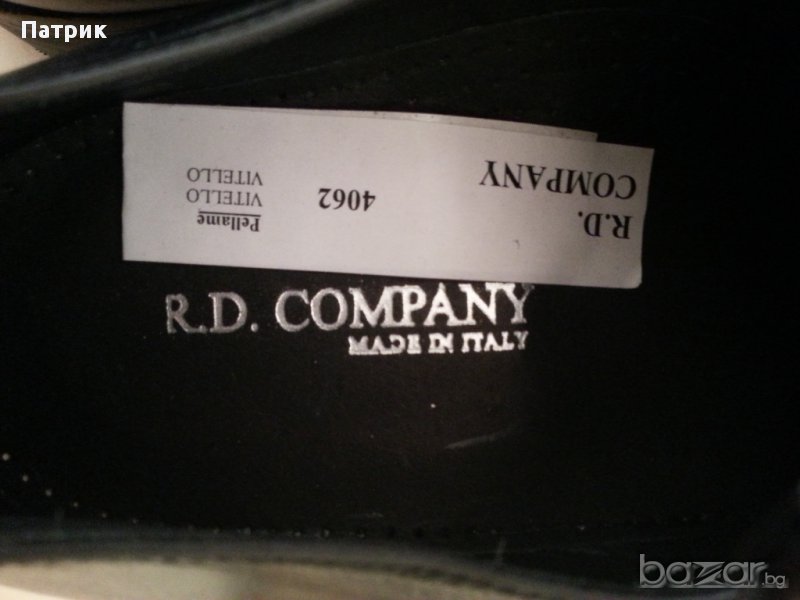 Патрик
R.D.
COMPANY
4062
Pellame
VITELLO
VITELLO
R.D. COMPANY
MADE IN ITALY
bazar.bg